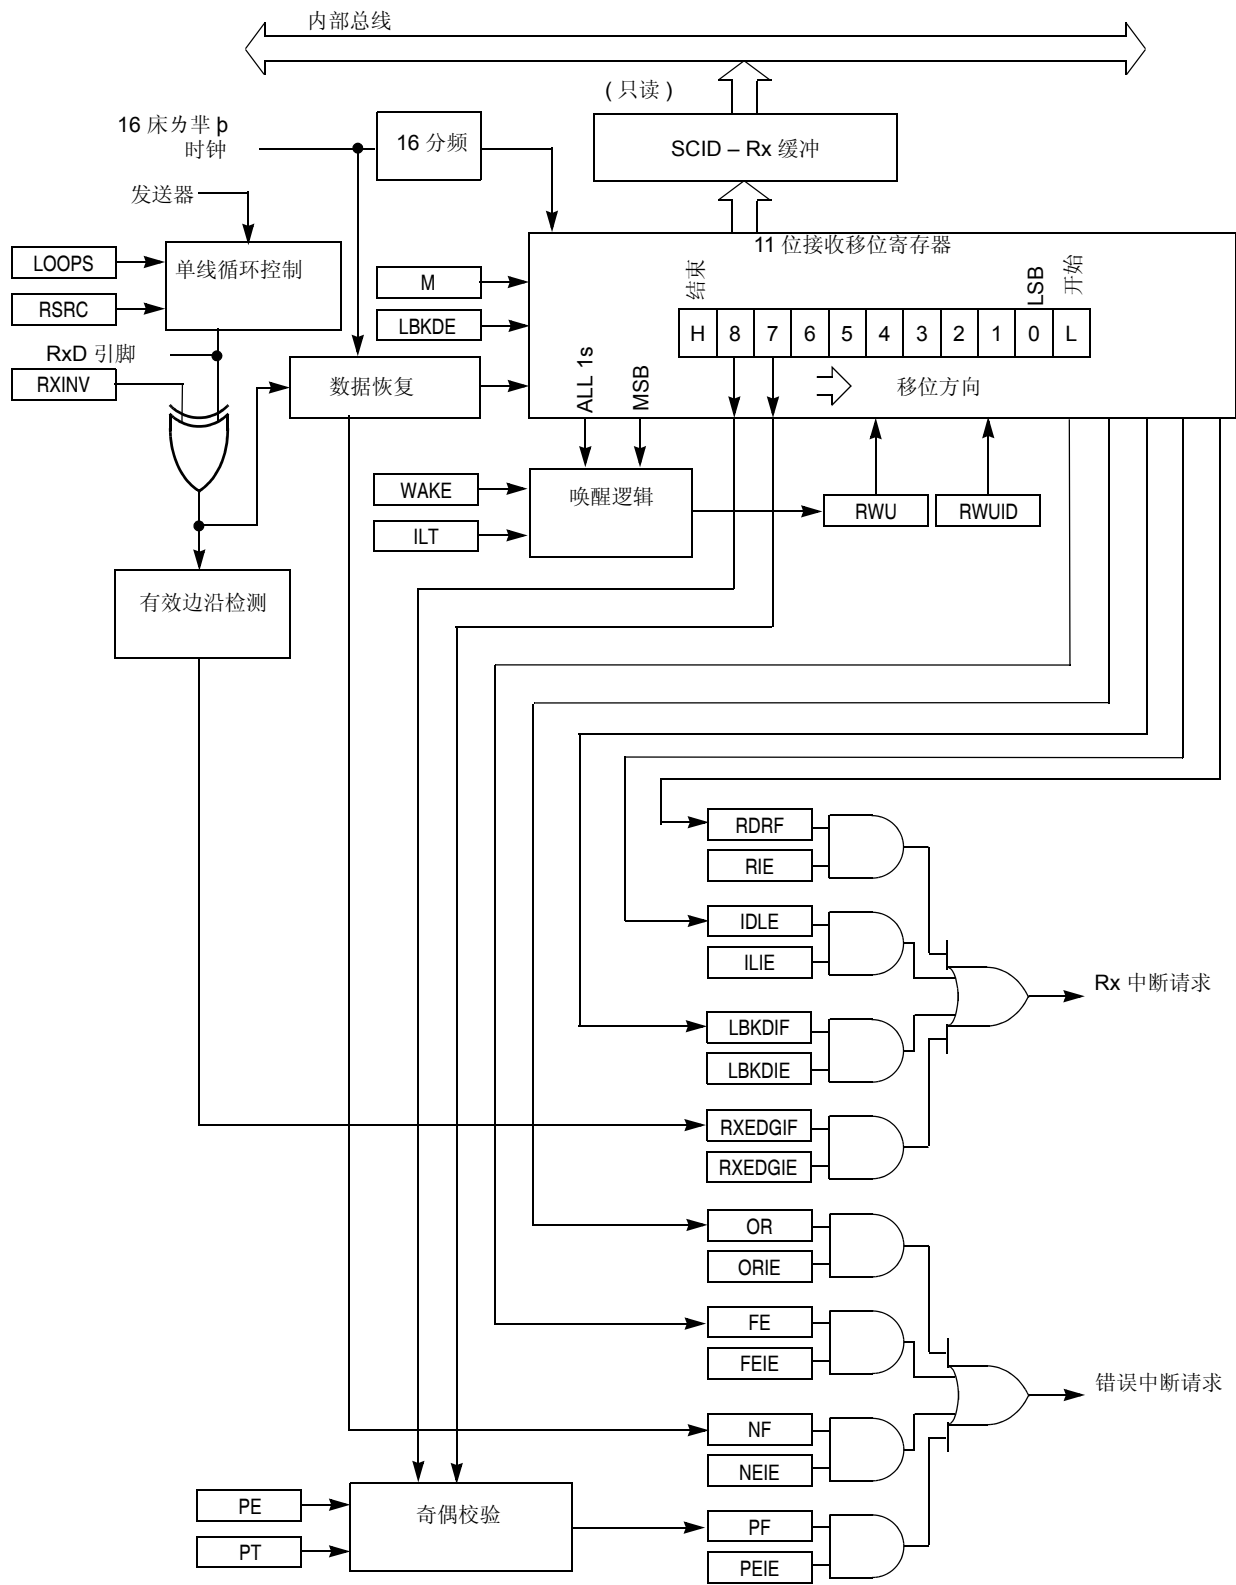 内部总线
(只读)
16 床ㄌ芈 þ
时钟
16 分频
SCID – Rx 缓冲
发送器
11 位接收移位寄存器
LOOPS
单线循环控制
RSRC
M
LBKDE
结束
LSB
开始
H 8 7 6 5 4 3 2 1 0 L
RxD 引脚
RXINV
数据恢复
ALL 1s
MSB
移位方向
WAKE
ILT
唤醒逻辑
RWU
RWUID
有效边沿检测
RDRF
RIE
IDLE
ILIE
Rx 中断请求
LBKDIF
LBKDIE
RXEDGIF
RXEDGIE
OR
ORIE
FE
FEIE
错误中断请求
NF
NEIE
PE
PT
奇偶校验
PF
PEIE